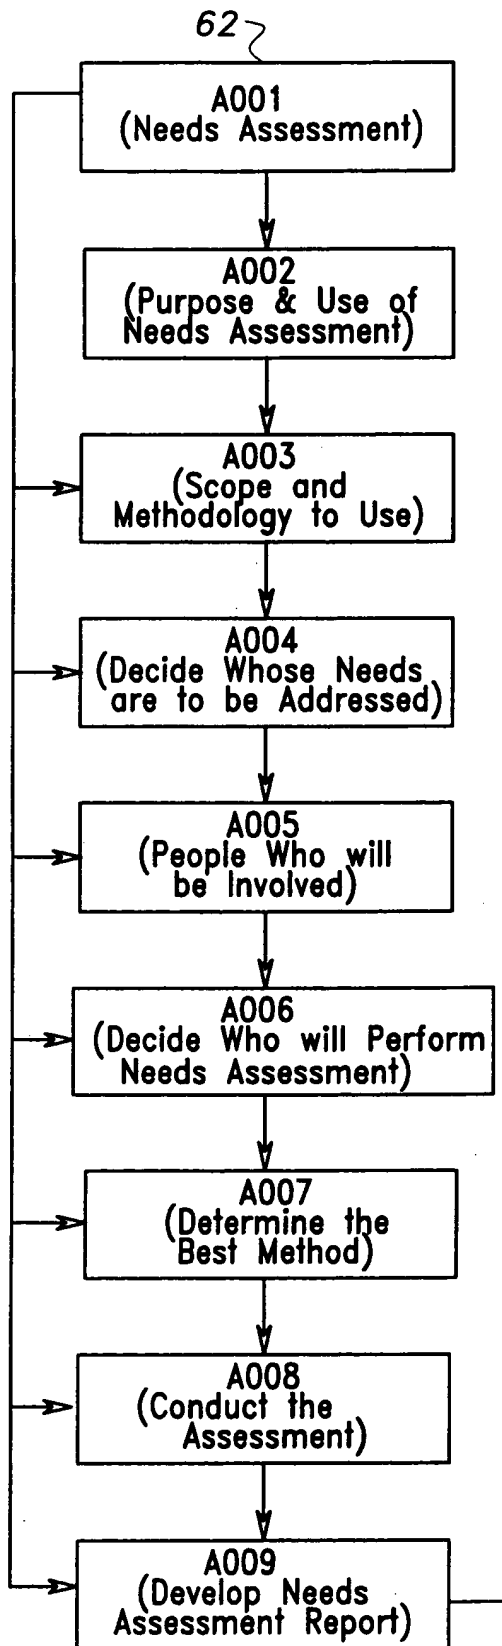 62
A001
(Needs Assessment)
A002
(Purpose & Use of
Needs Assessment)
A003
(Scope and
Methodology to Use)
A004
(Decide Whose Needs
are to be Addressed)
A005
(People Who will
be Involved)
A006
(Decide Who will Perform
Needs Assessment)
A007
(Determine the
Best Method)
A008
(Conduct the
Assessment)
A009
(Develop Needs
Assessment Report)